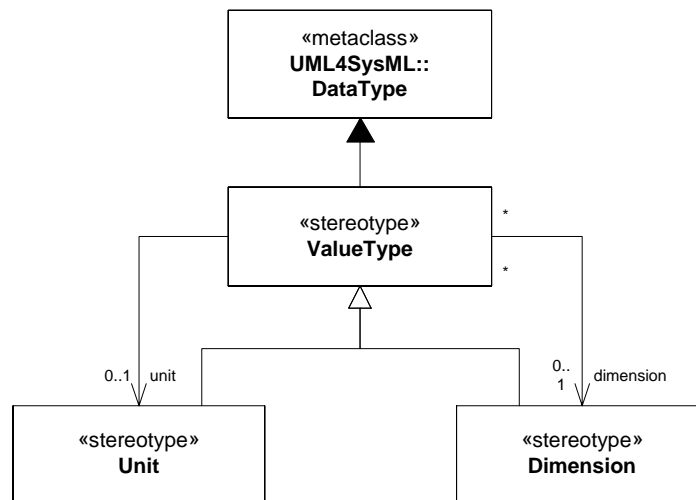 «metaclass»
UML4SysML::
DataType
«stereotype»
ValueType
*
*
0..1
unit
0..
1
dimension
«stereotype»
Unit
«stereotype»
Dimension